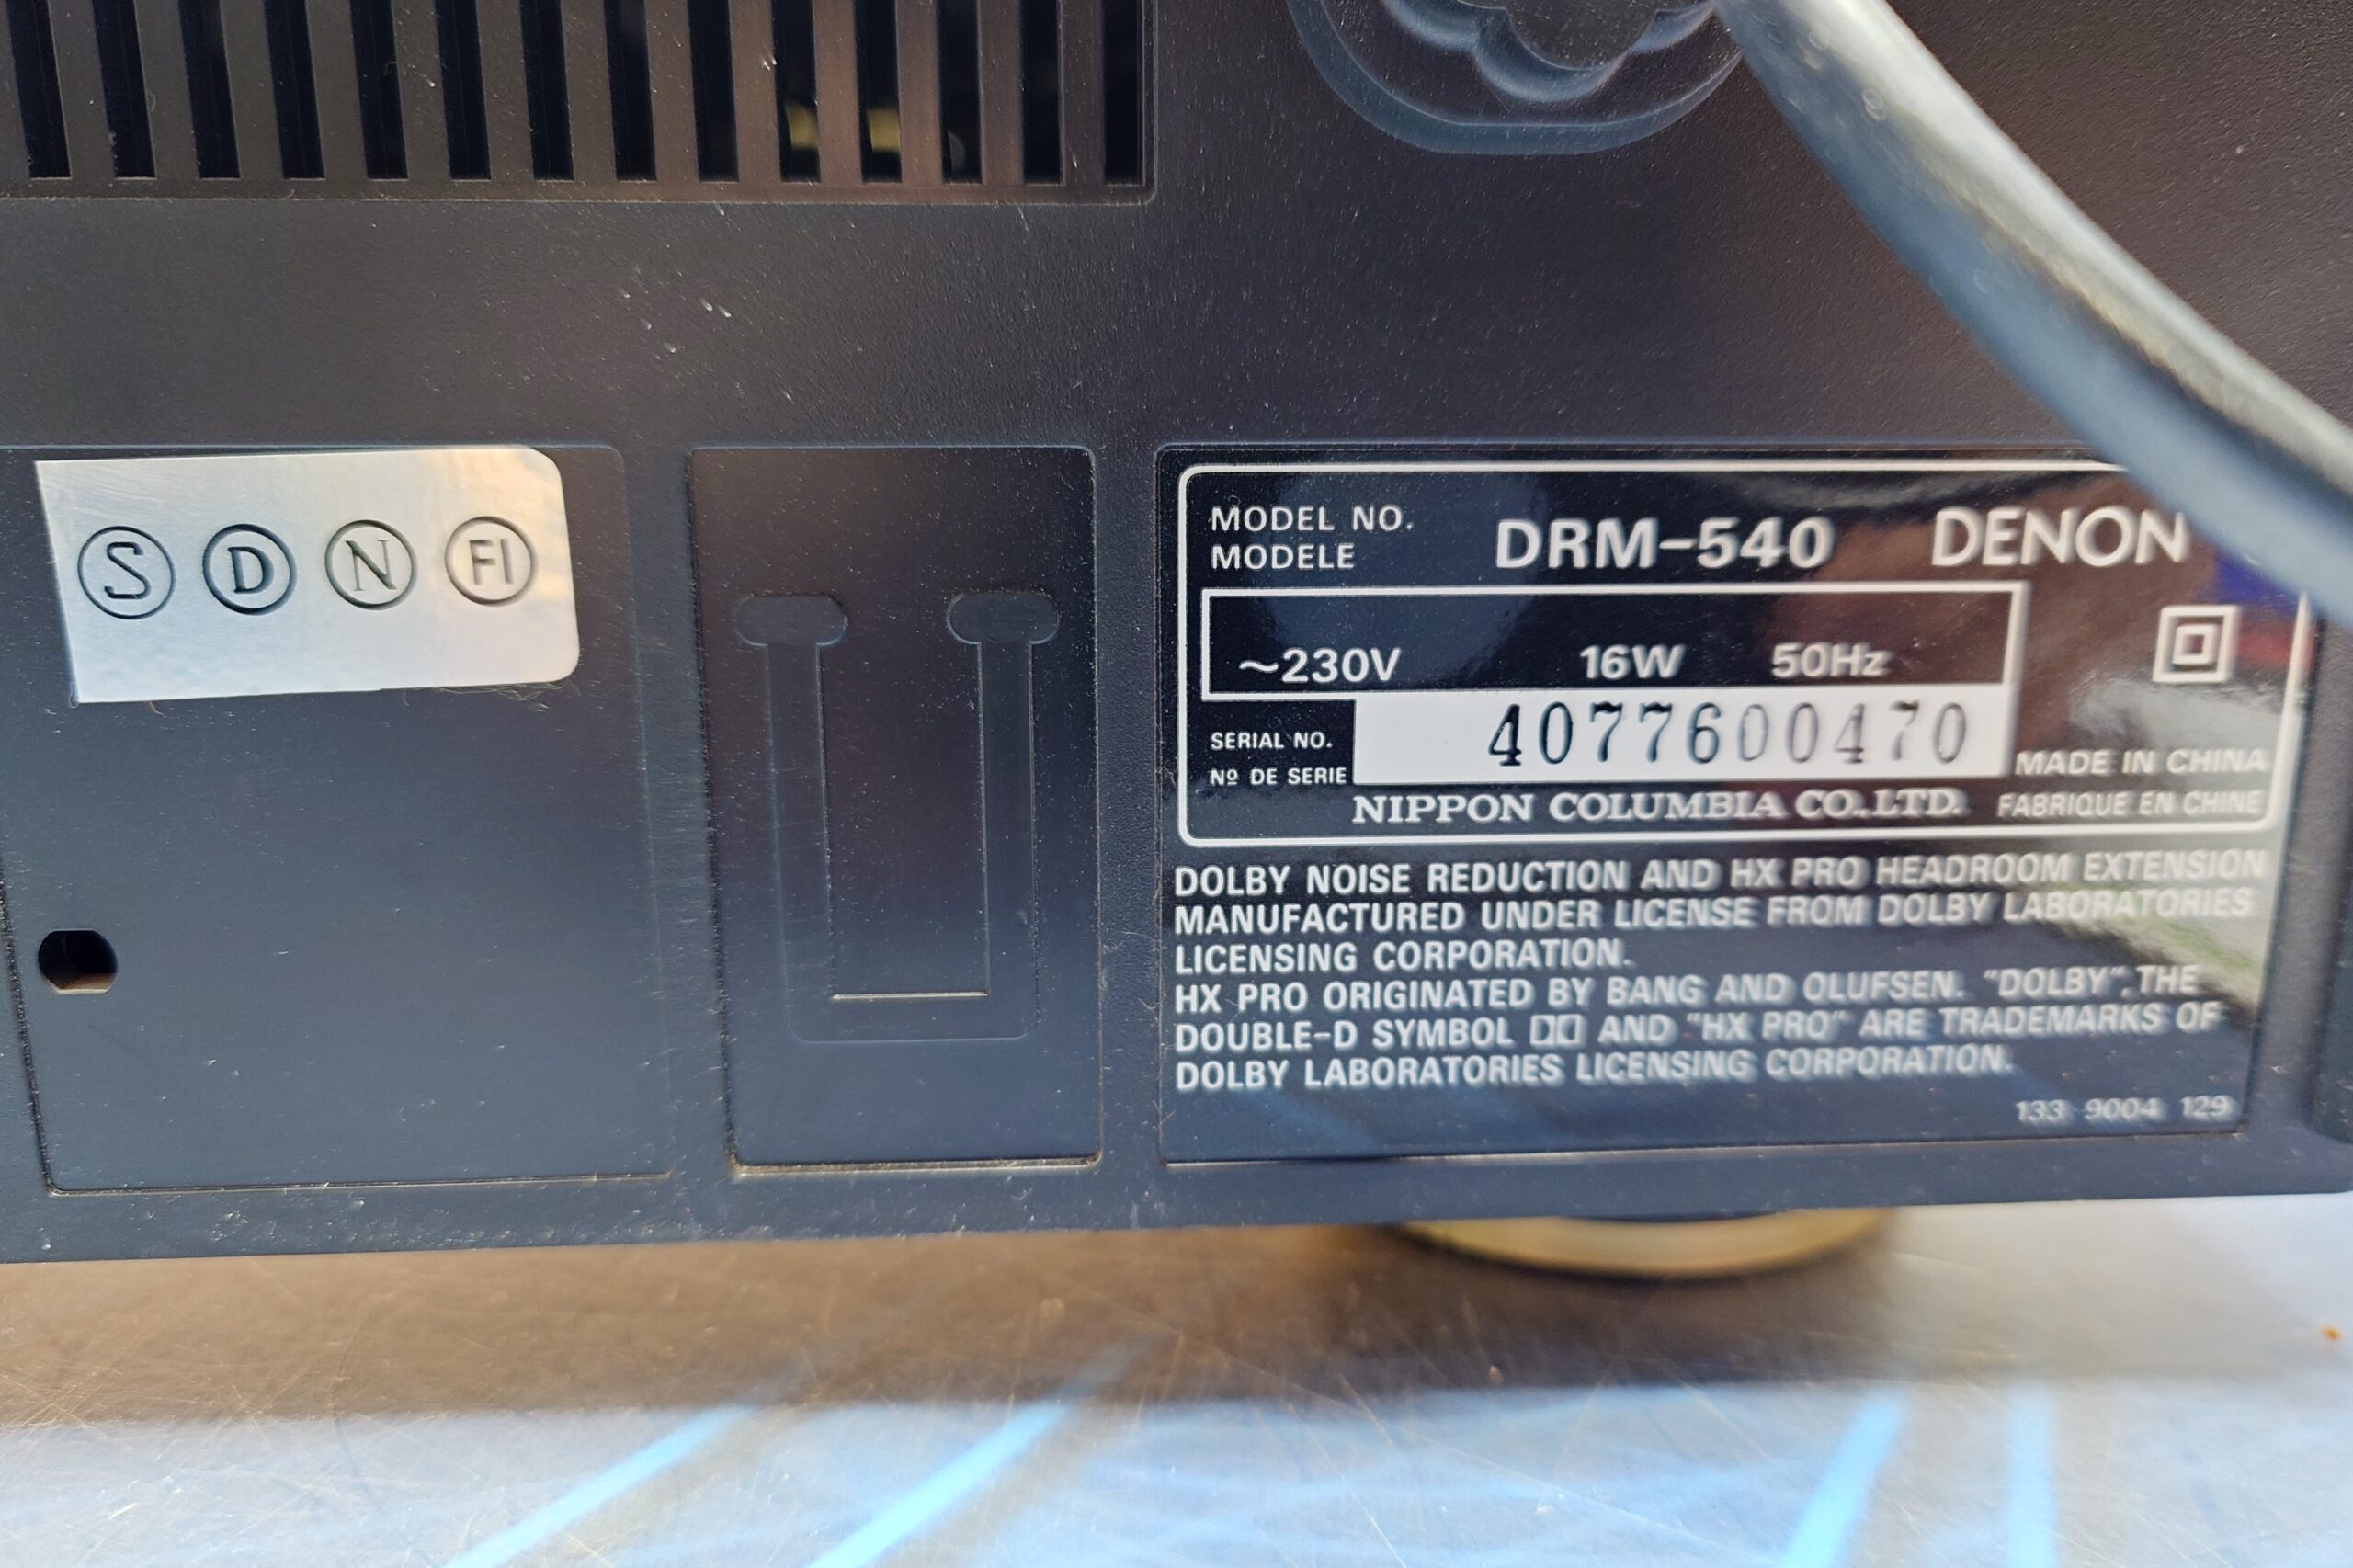 S D N FI
MODEL NO.
MODELE
DRM-540 DENON
~230V 16W 50Hz
SERIAL NO.
Nº DE SERIE
4077600470
MADE IN CHINA
NIPPON COLUMBIA CO.,LTD. FABRIQUE EN CHINE
DOLBY NOISE REDUCTION AND HX PRO HEADROOM EXTENSION
MANUFACTURED UNDER LICENSE FROM DOLBY LABORATORIES
LICENSING CORPORATION.
HX PRO ORIGINATED BY BANG AND OLUFSEN. "DOLBY", THE
DOUBLE-D SYMBOL AND "HX PRO" ARE TRADEMARKS OF
DOLBY LABORATORIES LICENSING CORPORATION.
133 9004 129